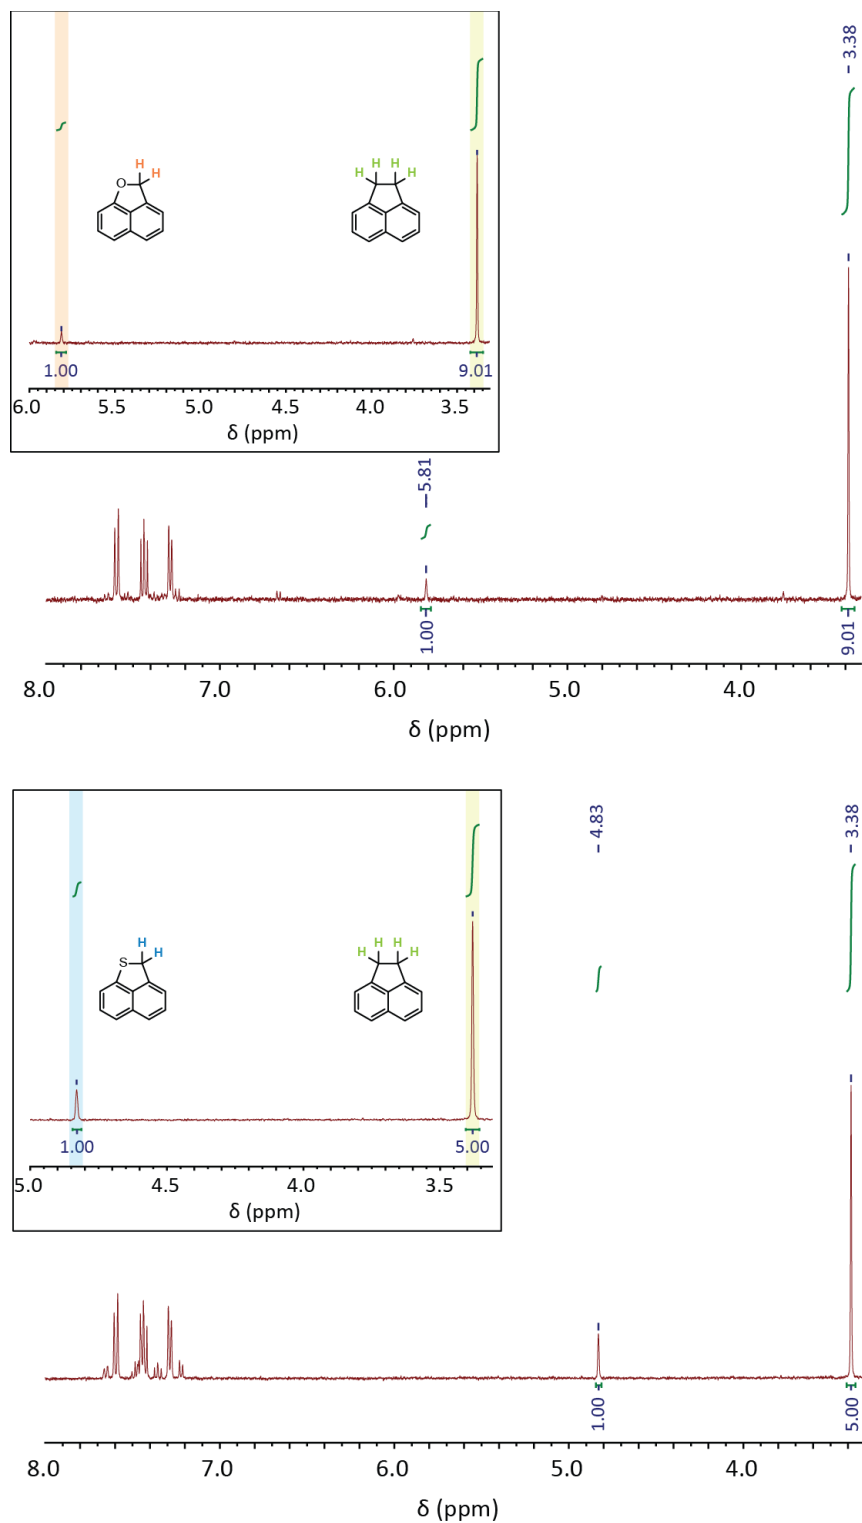 3.38
H
H
O
H H
H H
1.00 9.01
6.0 5.5 5.0 4.5 4.0 3.5
δ (ppm)
5.81
1.00
9.01
8.0 7.0 6.0 5.0 4.0
δ (ppm)
4.83
3.38
H
H
S
H H
H H
1.00 5.00
5.0 4.5 4.0 3.5
δ (ppm)
1.00
5.00
8.0 7.0 6.0 5.0 4.0
δ (ppm)